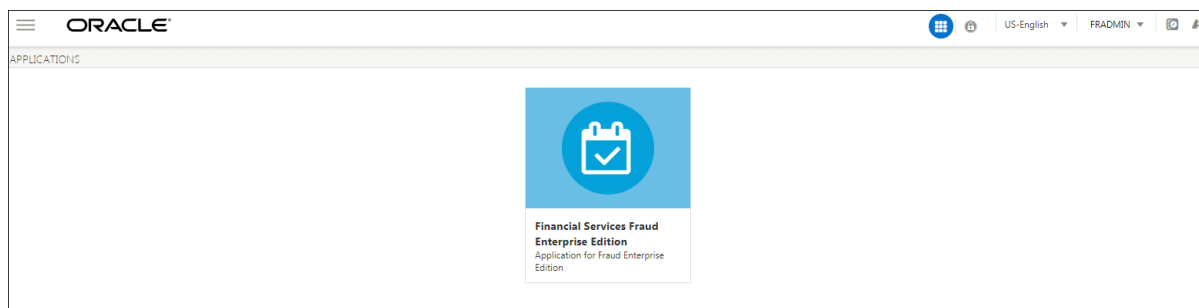 ORACLE
US-English
FRADMIN
APPLICATIONS
Financial Services Fraud
Enterprise Edition
Application for Fraud Enterprise
Edition